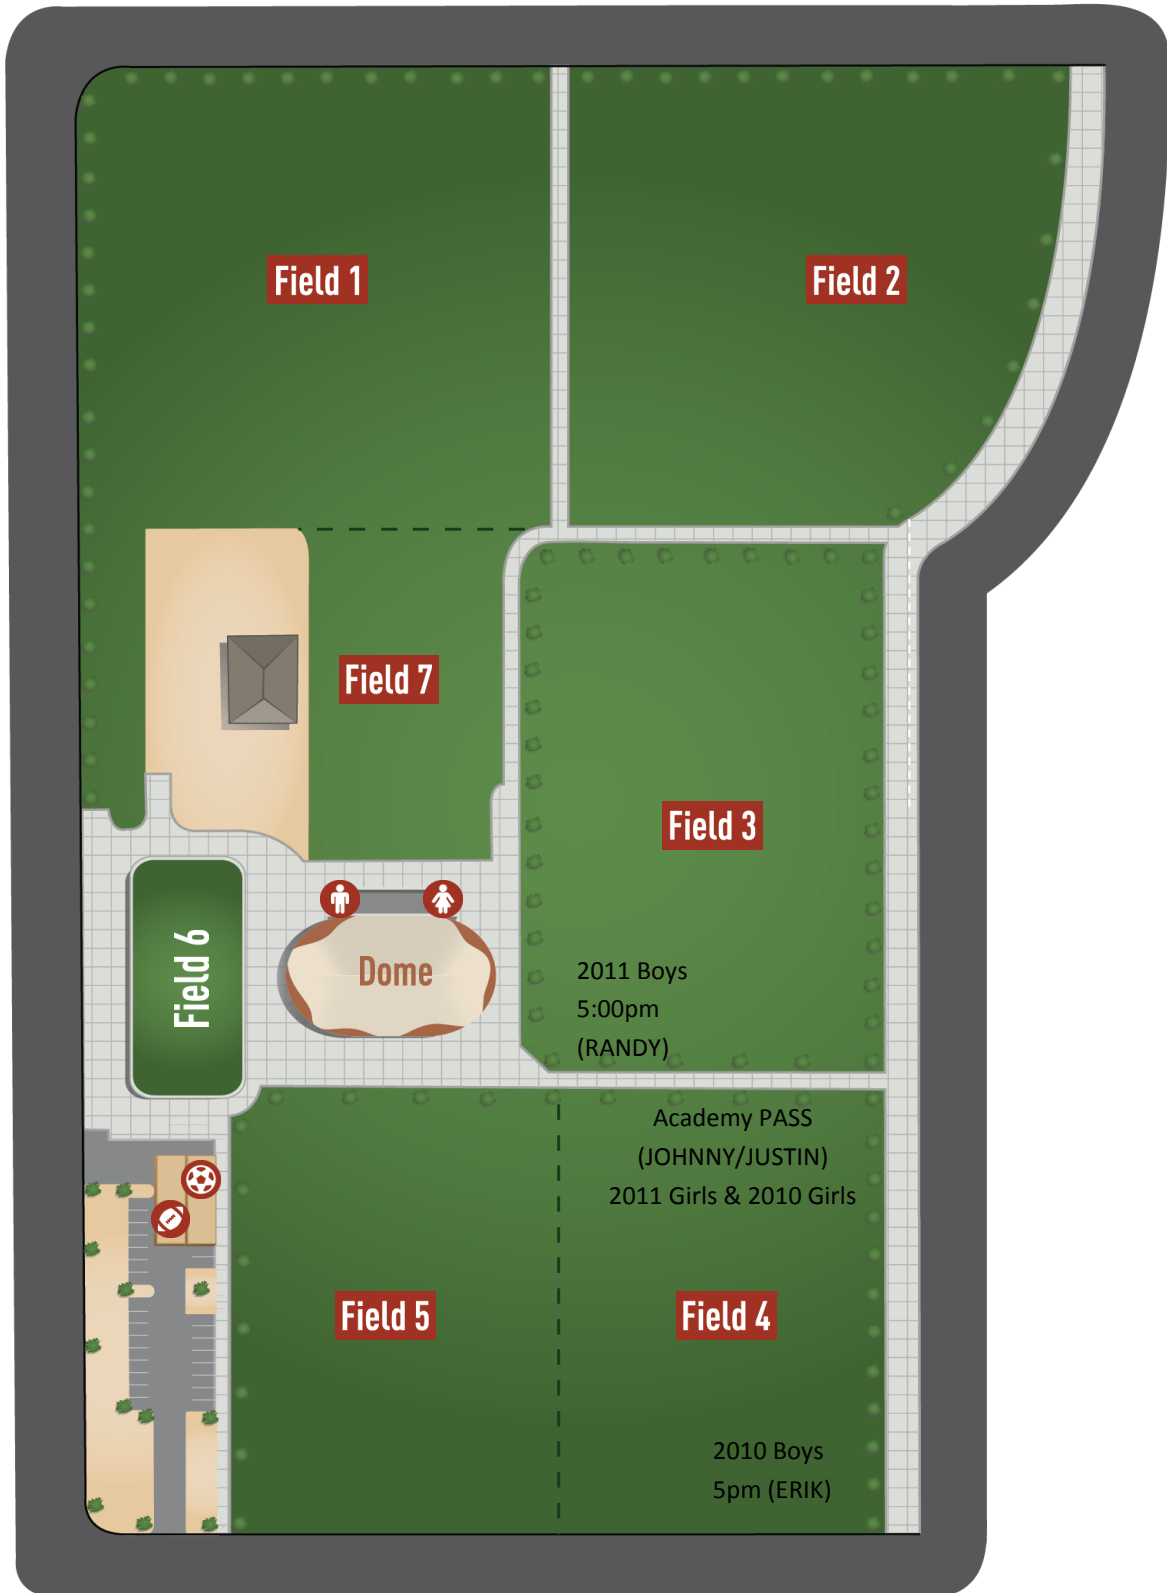 Field 1
Field 2
Field 7
Field 3
Field 6
Dome
2011 Boys
5:00pm
(RANDY)
Academy PASS
(JOHNNY/JUSTIN)
2011 Girls & 2010 Girls
Field 5
Field 4
2010 Boys
5pm (ERIK)